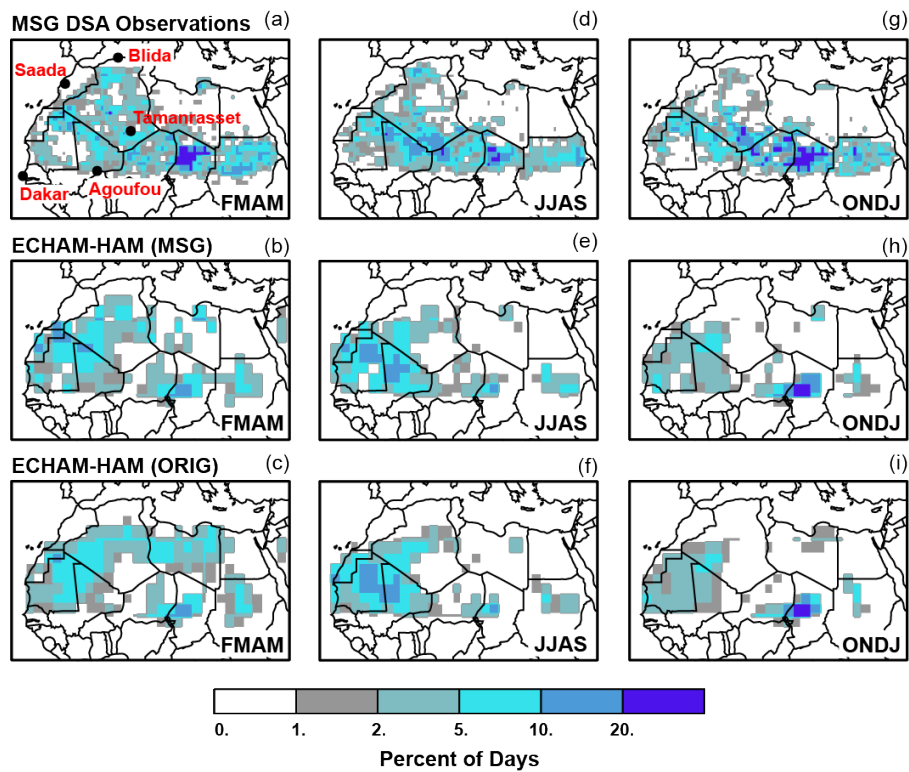 MSG DSA Observations (a) (d) (g)
Blida
Saada
Tamanrasset
Dakar Agoufou
FMAM JJAS ONDJ
ECHAM-HAM (MSG) (b) (e) (h)
FMAM JJAS ONDJ
ECHAM-HAM (ORIG) (c) (f) (i)
FMAM JJAS ONDJ
0. 1. 2. 5. 10. 20.
Percent of Days